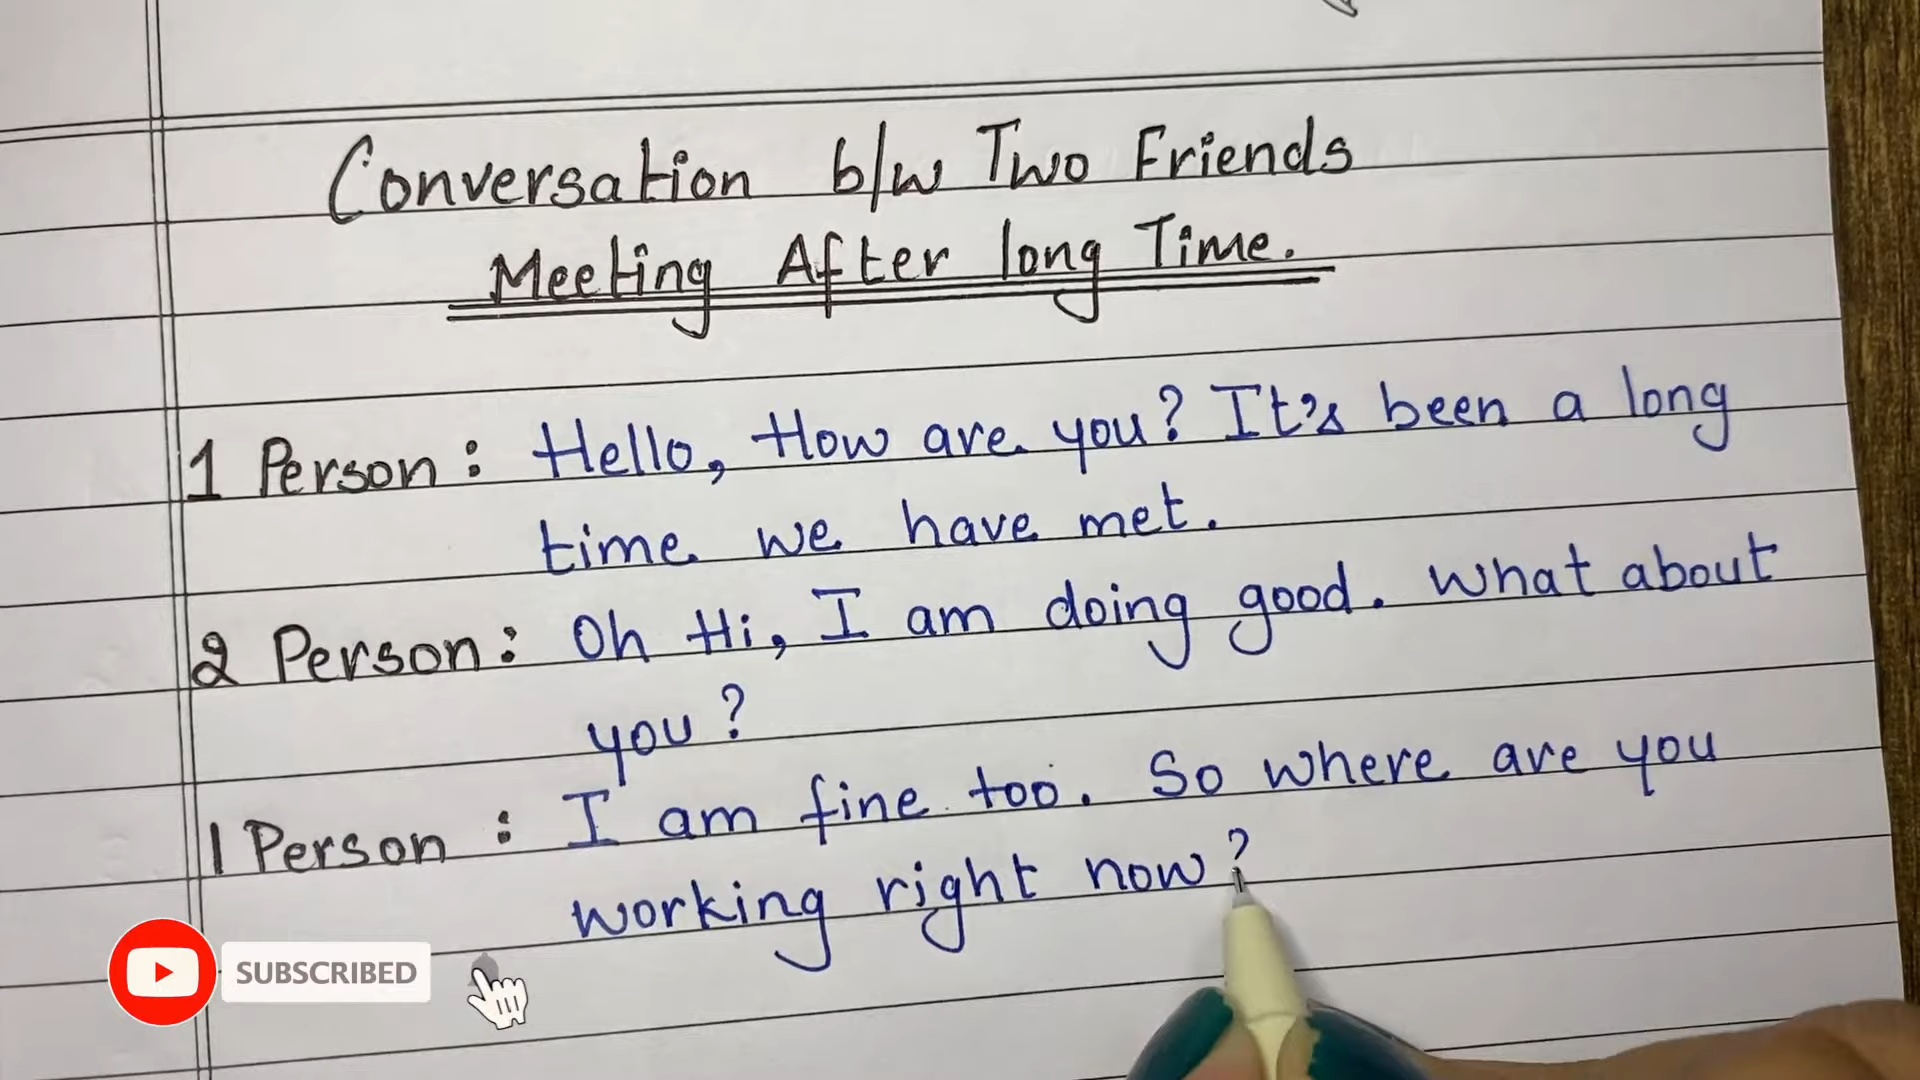 Conversation b/w Two Friends
Meeting After long Time.
1 Person : Hello, How are you? It's been a long
time we have met.
2 Person : Oh Hi, I am doing good. What about
you?
1 Person : I am fine too. So where are you
working right now?
SUBSCRIBED